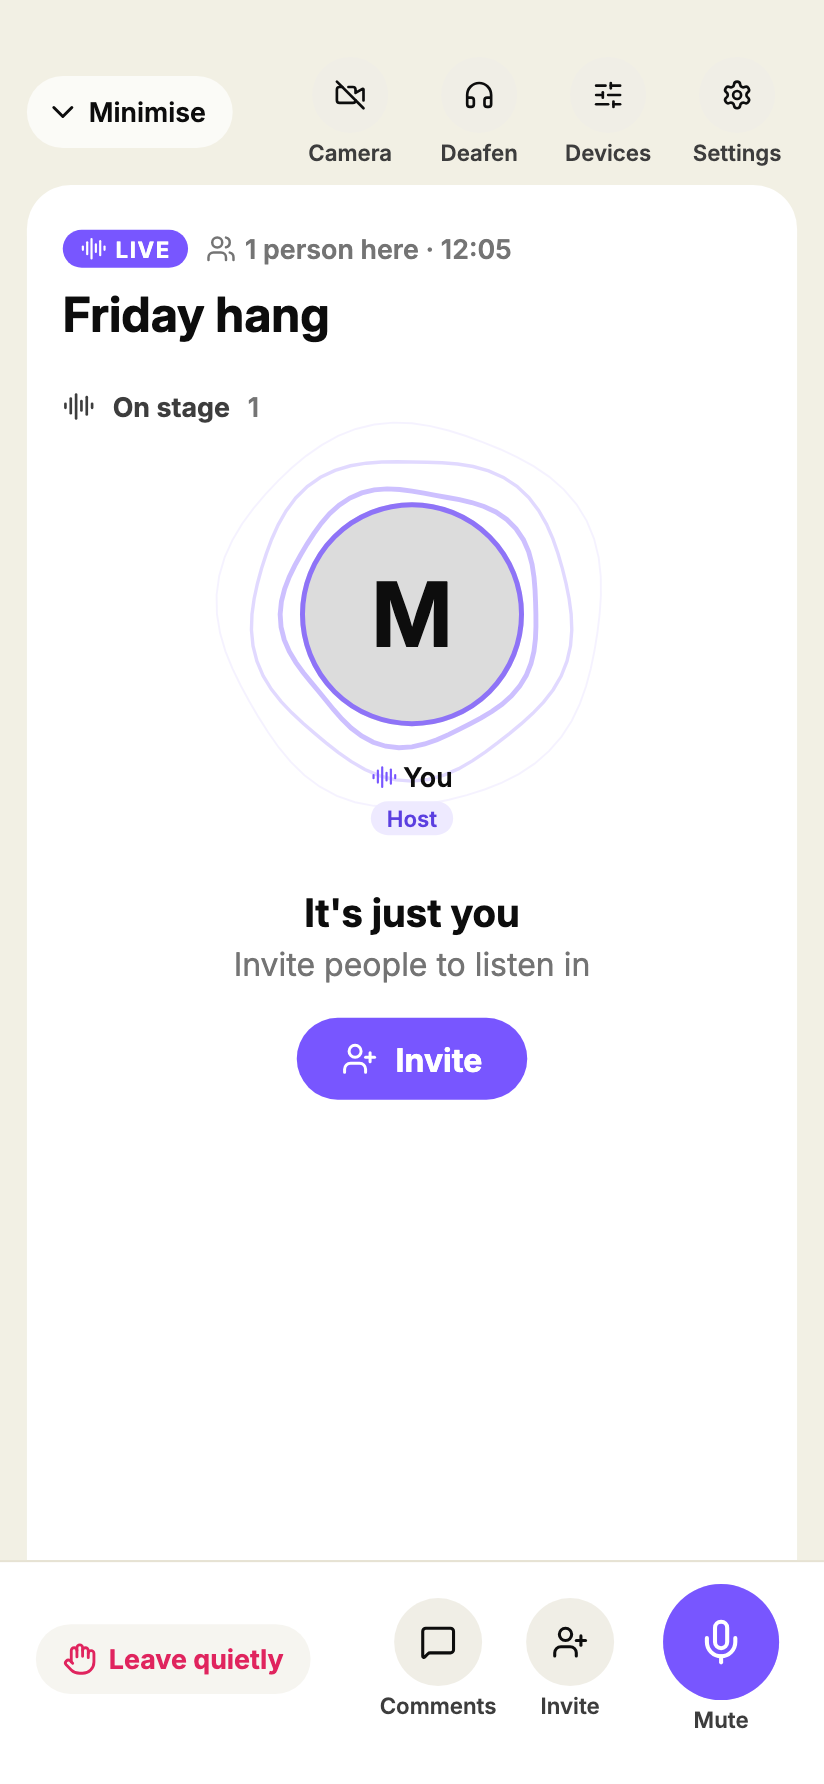 Minimise
Camera
Deafen
Devices
Settings
LIVE
1 person here · 12:05
Friday hang
On stage 1
M
You
Host
It's just you
Invite people to listen in
Invite
Leave quietly
Comments
Invite
Mute